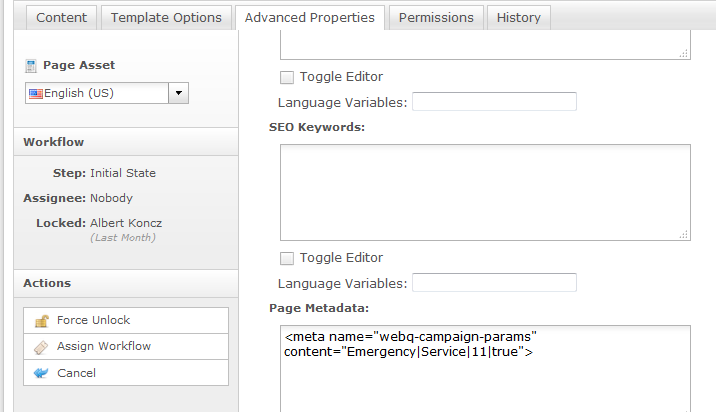 Content
Template Options
Advanced Properties
Permissions
History
Page Asset
English (US)
Workflow
Step: Initial State
Assignee: Nobody
Locked: Albert Koncz
(Last Month)
Actions
Force Unlock
Assign Workflow
Cancel
Toggle Editor
Language Variables:
SEO Keywords:
Toggle Editor
Language Variables:
Page Metadata:
<meta name="webq-campaign-params"
content="Emergency|Service|11|true">